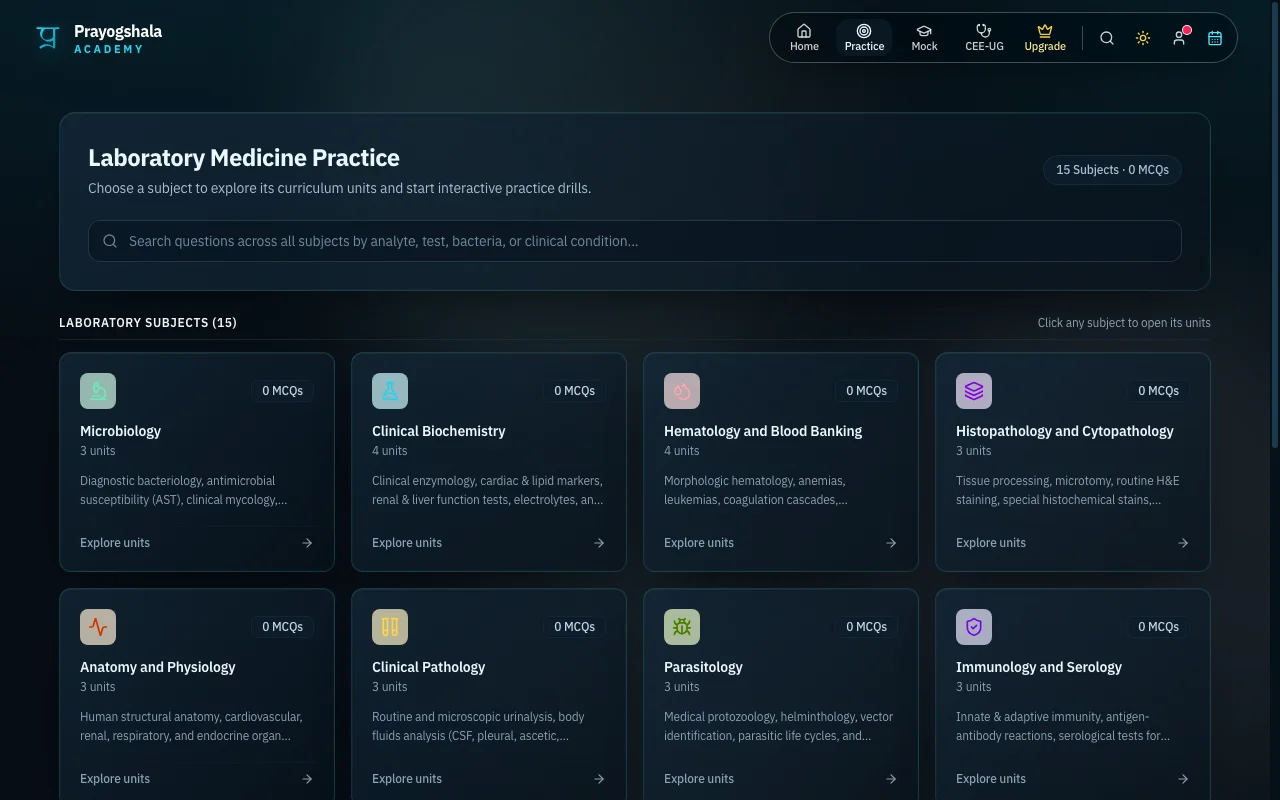 Prayogshala
ACADEMY
Home
Practice
Mock
CEE-UG
Upgrade
Laboratory Medicine Practice
Choose a subject to explore its curriculum units and start interactive practice drills.
15 Subjects · 0 MCQs
Search questions across all subjects by analyte, test, bacteria, or clinical condition...
LABORATORY SUBJECTS (15)
Click any subject to open its units
0 MCQs
Microbiology
3 units
Diagnostic bacteriology, antimicrobial
susceptibility (AST), clinical mycology,...
Explore units
0 MCQs
Clinical Biochemistry
4 units
Clinical enzymology, cardiac & lipid markers,
renal & liver function tests, electrolytes, an...
Explore units
0 MCQs
Hematology and Blood Banking
4 units
Morphologic hematology, anemias,
leukemias, coagulation cascades,...
Explore units
0 MCQs
Histopathology and Cytopathology
3 units
Tissue processing, microtomy, routine H&E
staining, special histochemical stains,...
Explore units
0 MCQs
Anatomy and Physiology
3 units
Human structural anatomy, cardiovascular,
renal, respiratory, and endocrine organ...
Explore units
0 MCQs
Clinical Pathology
3 units
Routine and microscopic urinalysis, body
fluids analysis (CSF, pleural, ascetic,...
Explore units
0 MCQs
Parasitology
3 units
Medical protozoology, helminthology, vector
identification, parasitic life cycles, and...
Explore units
0 MCQs
Immunology and Serology
3 units
Innate & adaptive immunity, antigen-
antibody reactions, serological tests for...
Explore units